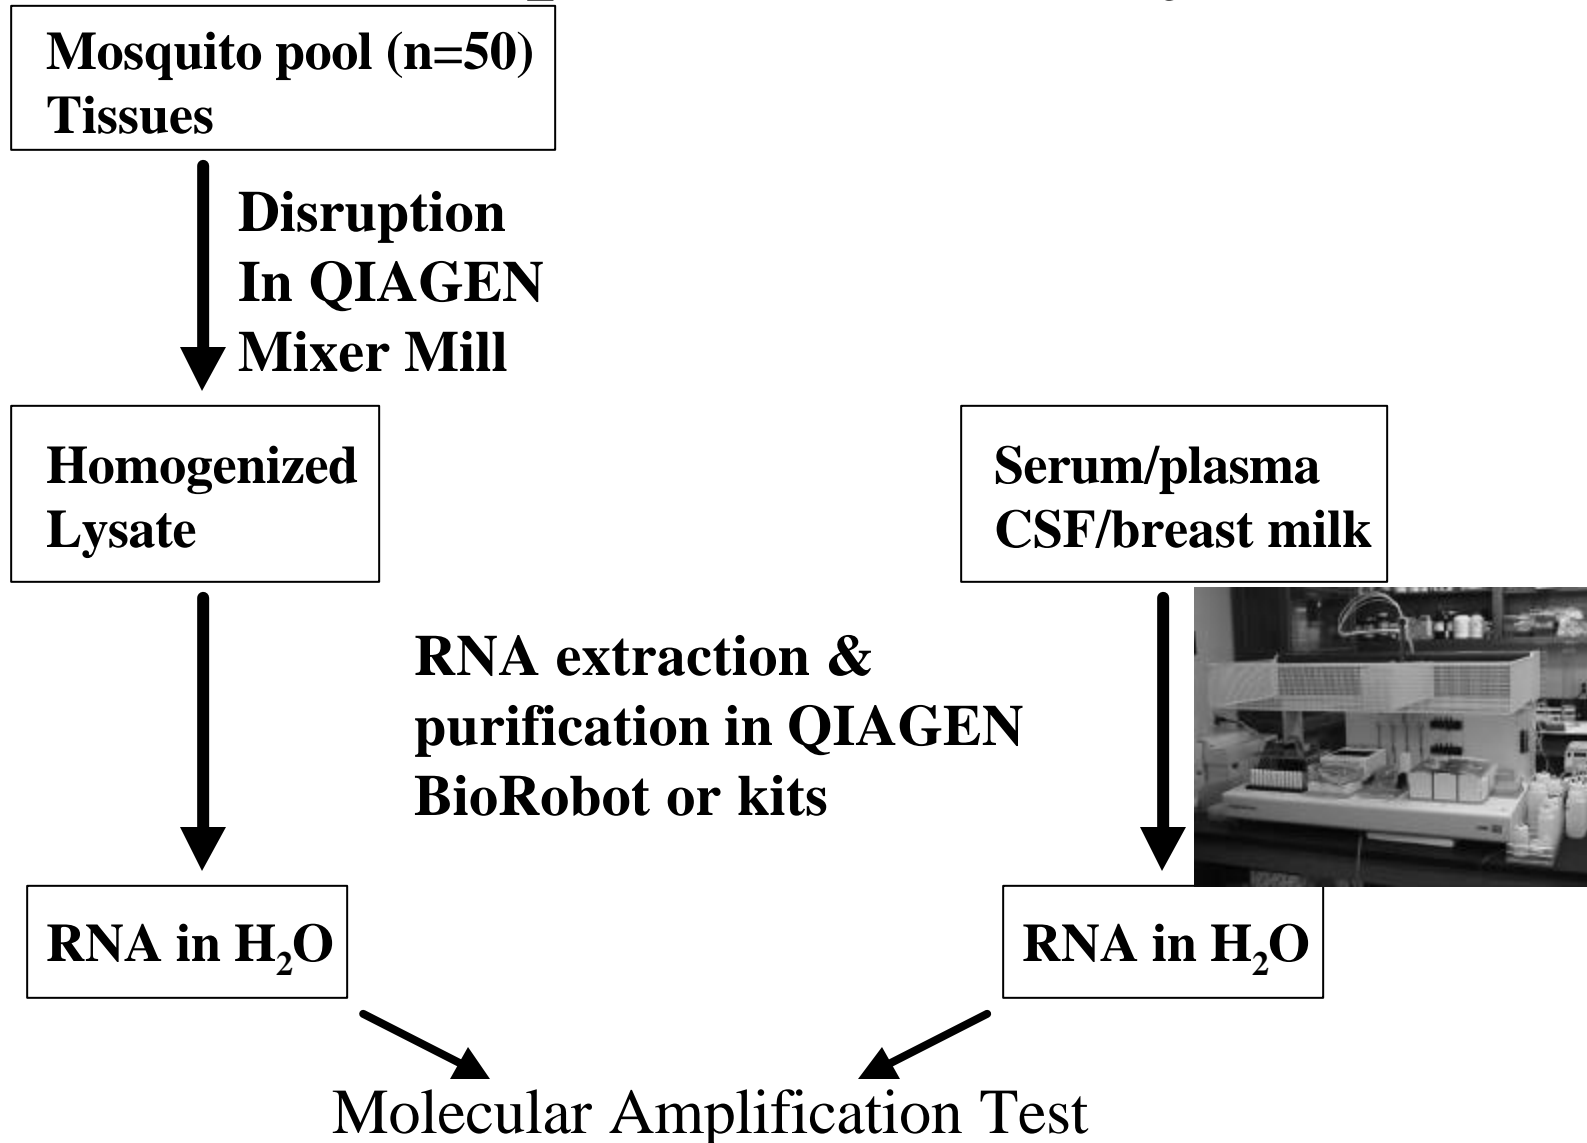 Mosquito pool (n=50)
Tissues
Disruption
In QIAGEN
Mixer Mill
Homogenized
Lysate
Serum/plasma
CSF/breast milk
RNA extraction &
purification in QIAGEN
BioRobot or kits
RNA in H₂O
RNA in H₂O
Molecular Amplification Test